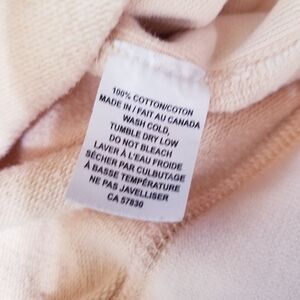 100% COTTON/COTON
MADE IN / FAIT AU CANADA
WASH COLD,
TUMBLE DRY LOW
DO NOT BLEACH
LAVER À L'EAU FROIDE
SÉCHER PAR CULBUTAGE
À BASSE TEMPÉRATURE
NE PAS JAVELLISER
CA 57830